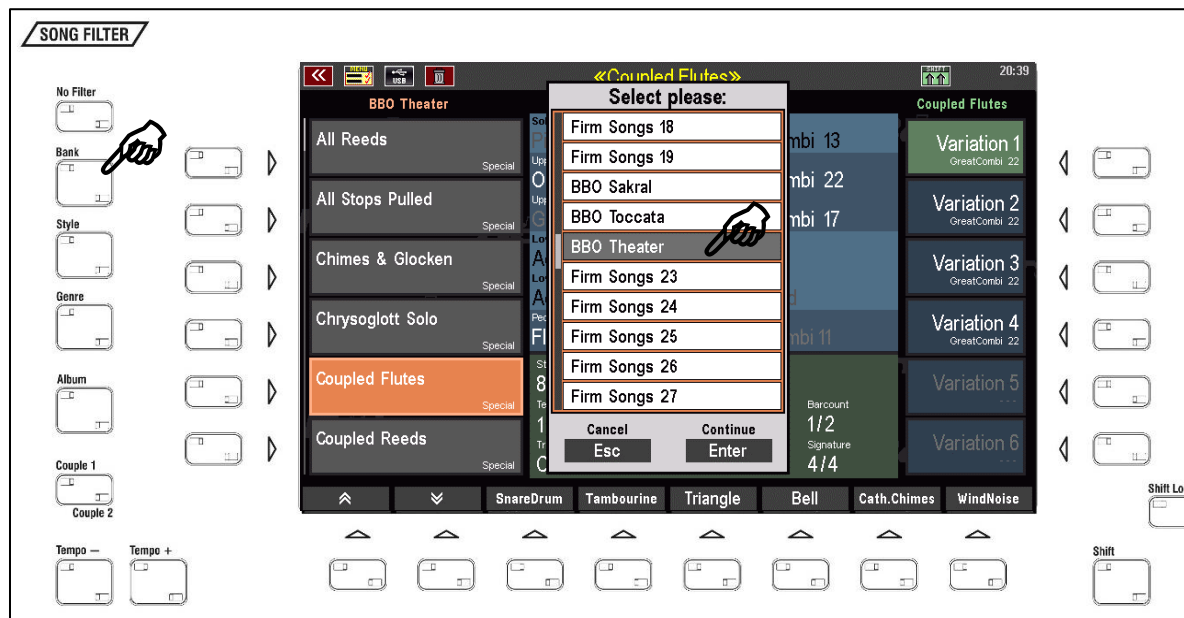 SONG FILTER
No Filter
Bank
Style
Genre
Album
Couple 1
Couple 2
Tempo —
Tempo +
MENU
USB
«Coupled Flutes»
SHIFT
20:39
BBO Theater
All Reeds
Special
All Stops Pulled
Special
Chimes & Glocken
Special
Chrysoglott Solo
Special
Coupled Flutes
Special
Coupled Reeds
Special
Select please:
Firm Songs 18
Firm Songs 19
BBO Sakral
BBO Toccata
BBO Theater
Firm Songs 23
Firm Songs 24
Firm Songs 25
Firm Songs 26
Firm Songs 27
Cancel
Continue
Esc
Enter
mbi 13
mbi 22
mbi 17
mbi 11
Barcount
1/2
Signature
4/4
Coupled Flutes
Variation 1
GreatCombi 22
Variation 2
GreatCombi 22
Variation 3
GreatCombi 22
Variation 4
GreatCombi 22
Variation 5
---
Variation 6
---
SnareDrum
Tambourine
Triangle
Bell
Cath.Chimes
WindNoise
Shift Lo
Shift